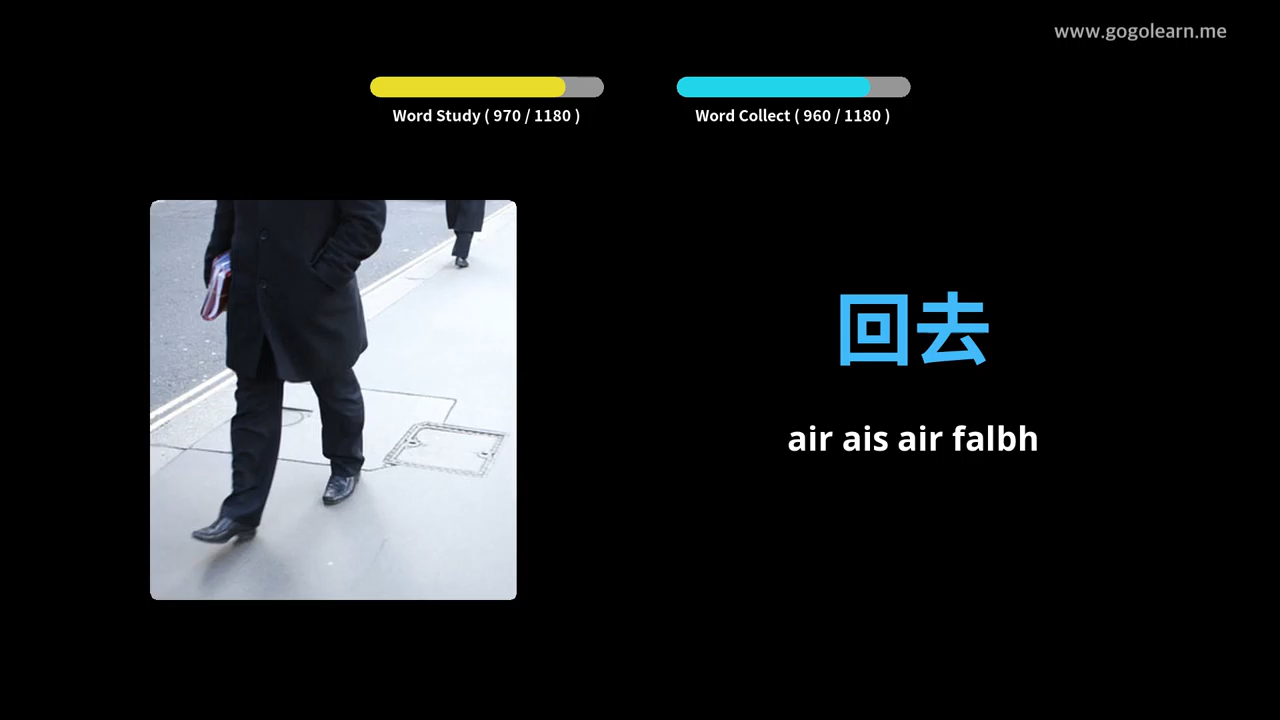 www.gogolearn.me
Word Study ( 970 / 1180 )
Word Collect ( 960 / 1180 )
回去
air ais air falbh